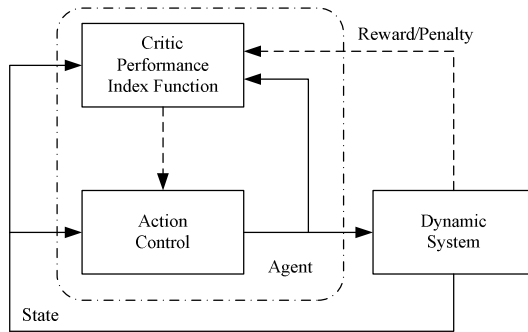 Reward/Penalty
Critic
Performance
Index Function
Action
Control
Dynamic
System
Agent
State